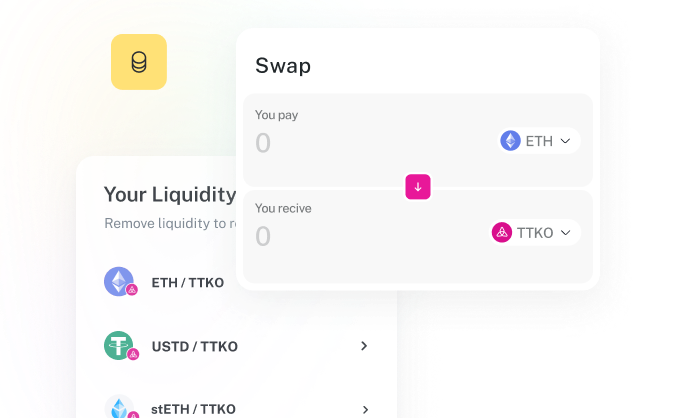 Swap
You pay
0
ETH
You recive
0
TTKO
Your Liquidity
Remove liquidity to
ETH / TTKO
USTD / TTKO
stETH / TTKO